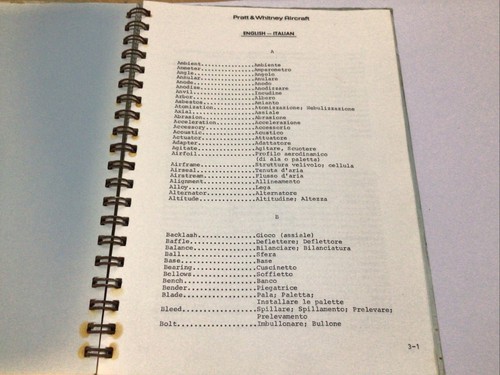 Pratt & Whitney Aircraft
ENGLISH — ITALIAN
A
Ambient...............Ambiente
Ammeter...............Amperometro
Angle.................Angolo
Annular...............Anulare
Anode.................Anodo
Anodize...............Anodizzare
Anvil.................Incudine
Arbor.................Albero
Asbestos..............Amianto
Atomization...........Atomizzazione; Nebulizzazione
Axial.................Assiale
Abrasion..............Abrasione
Acceleration..........Accelerazione
Accessory.............Accessorio
Acoustic..............Acustico
Actuator..............Attuatore
Adapter...............Adattatore
Agitate...............Agitare, Scuotere
Airfoil...............Profilo aerodinamico
(di ala o paletta)
Airframe..............Struttura velivolo; cellula
Airseal...............Tenuta d'aria
Airstream.............Flusso d'aria
Alignment.............Allineamento
Alloy.................Lega
Alternator............Alternatore
Altitude..............Altitudine; Altezza
B
Backlash..............Gioco (assiale)
Baffle................Deflettere; Deflettore
Balance...............Bilanciare; Bilanciatura
Ball..................Sfera
Base..................Base
Bearing...............Cuscinetto
Bellows...............Soffietto
Bench.................Banco
Bender................Piegatrice
Blade.................Pala; Paletta;
Installare le palette
Bleed.................Spillare; Spillamento; Prelevare;
Prelevamento
Bolt..................Imbullonare; Bullone
3-1